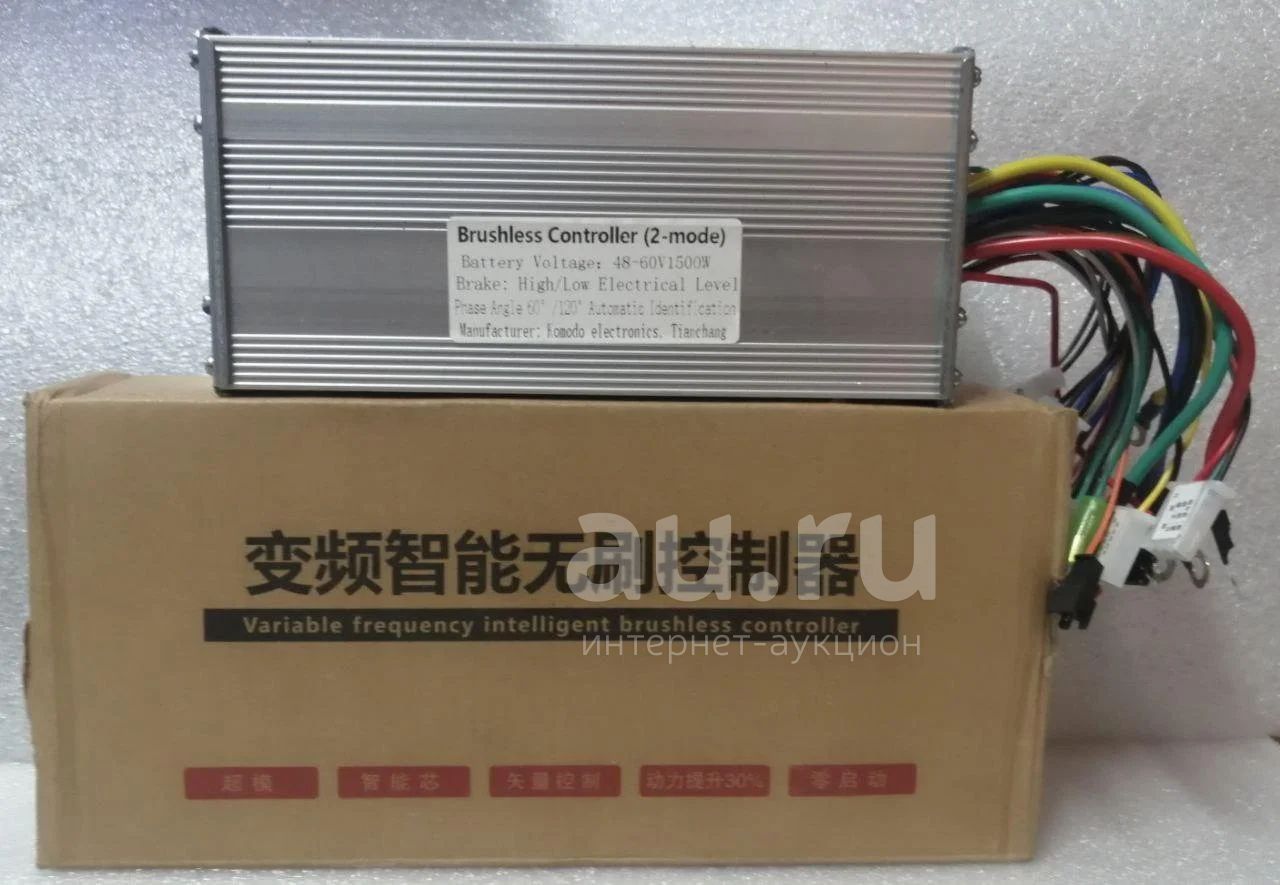 Brushless Controller (2-mode)
Battery Voltage: 48-60V1500W
Brake: High/Low Electrical Level
Phase Angle 60°/120° Automatic Identification
Manufacturer: Komodo electronics, Tianchang
变频智能无刷控制器
au.ru
Variable frequency intelligent brushless controller
интернет-аукцион
超模 智能芯 矢量控制 动力提升30% 零启动